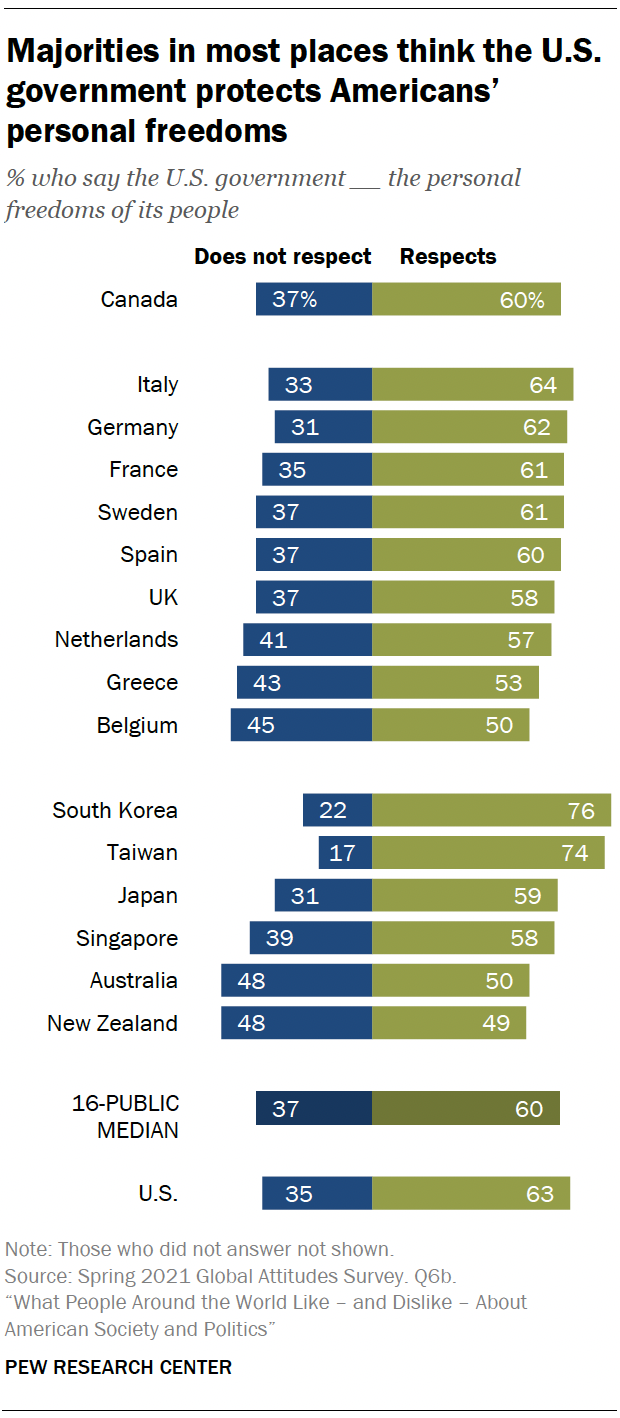 Majorities in most places think the U.S.
government protects Americans’
personal freedoms
% who say the U.S. government __ the personal
freedoms of its people
Does not respect Respects
Canada 37% 60%
Italy 33 64
Germany 31 62
France 35 61
Sweden 37 61
Spain 37 60
UK 37 58
Netherlands 41 57
Greece 43 53
Belgium 45 50
South Korea 22 76
Taiwan 17 74
Japan 31 59
Singapore 39 58
Australia 48 50
New Zealand 48 49
16-PUBLIC
MEDIAN 37 60
U.S. 35 63
Note: Those who did not answer not shown.
Source: Spring 2021 Global Attitudes Survey. Q6b.
“What People Around the World Like – and Dislike – About
American Society and Politics”
PEW RESEARCH CENTER